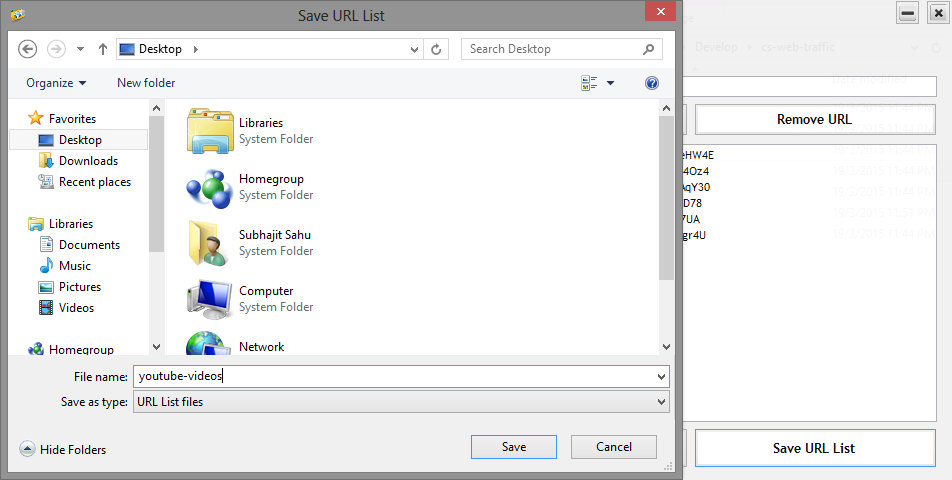 Save URL List
Desktop
Search Desktop
Develop
cs-web-traffic
Organize
New folder
Favorites
Desktop
Downloads
Recent places
Libraries
Documents
Music
Pictures
Videos
Homegroup
Libraries
System Folder
Homegroup
System Folder
Subhajit Sahu
Computer
System Folder
Network
Remove URL
eHW4E
4Oz4
AqY30
D78
7UA
gr4U
File name:
youtube-videos
Save as type:
URL List files
Hide Folders
Save
Cancel
Save URL List